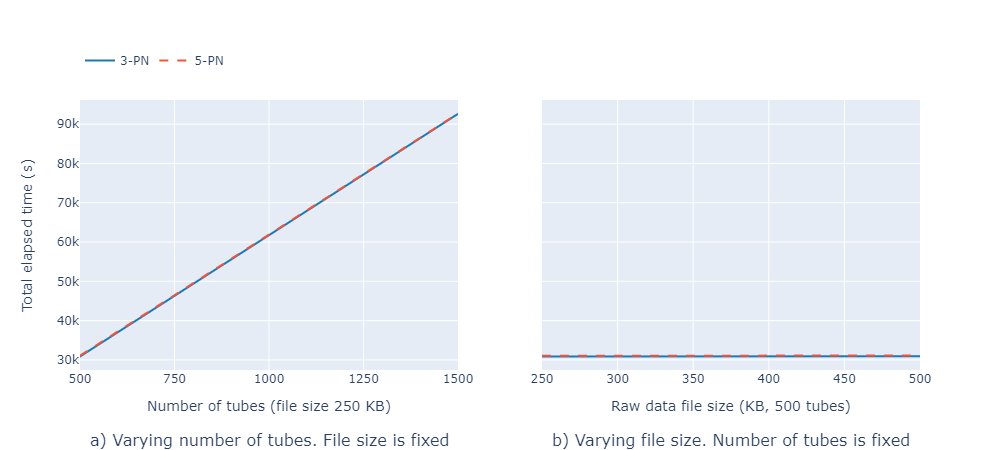 3-PN 5-PN
90k
80k
70k
60k
50k
40k
30k
Total elapsed time (s)
500 750 1000 1250 1500
250 300 350 400 450 500
Number of tubes (file size 250 KB)
Raw data file size (KB, 500 tubes)
a) Varying number of tubes. File size is fixed
b) Varying file size. Number of tubes is fixed